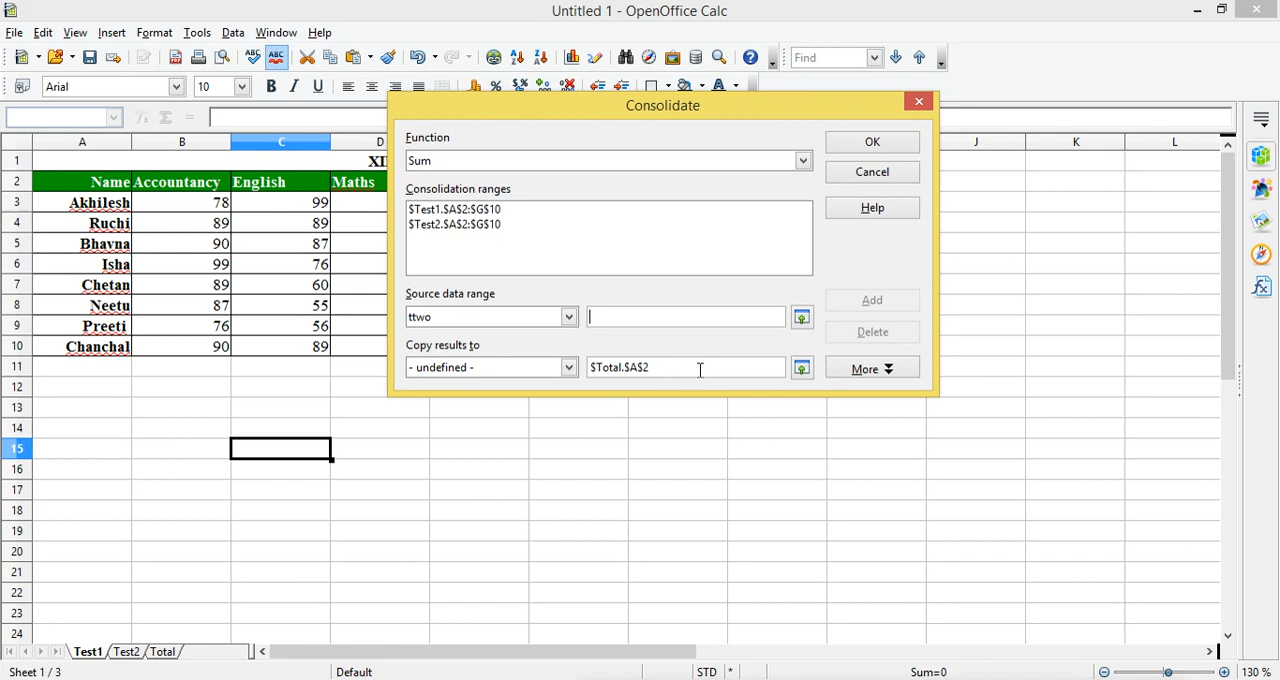 Untitled 1 - OpenOffice Calc
File Edit View Insert Format Tools Data Window Help
ABC ABC Find
Arial 10 B I U
Consolidate
A B C D J K L
Function
OK
Sum
Cancel
1 XII
Consolidation ranges
2 Name Accountancy English Maths
3 Akhilesh 78 99
$Test1.$A$2:$G$10
Help
4 Ruchi 89 89
$Test2.$A$2:$G$10
5 Bhavna 90 87
6 Isha 99 76
7 Chetan 89 60
Source data range
Add
8 Neetu 87 55
ttwo
9 Preeti 76 56
Delete
10 Chanchal 90 89
Copy results to
11
- undefined - $Total.$A$2
More
12
13
14
15
16
17
18
19
20
21
22
23
24
Test1 Test2 Total
Sheet 1 / 3 Default STD * Sum=0 130 %